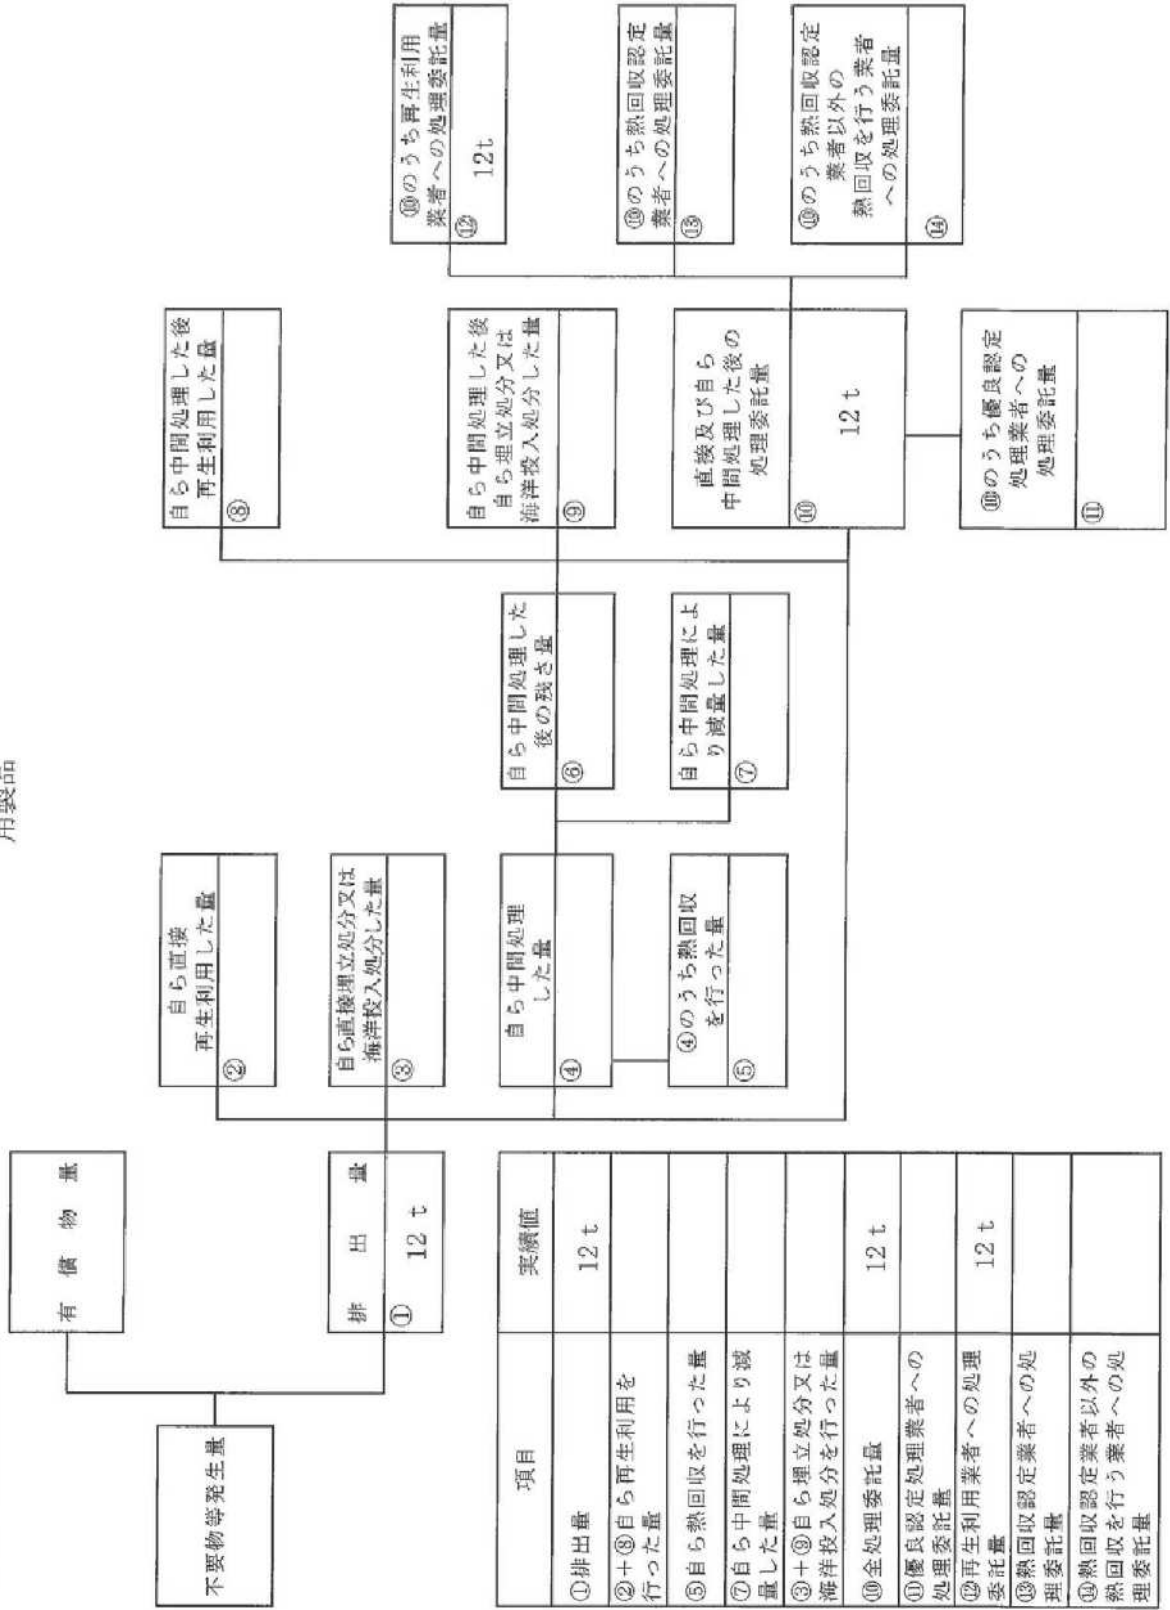 用製品
不要物等発生量
有償物量
排出量
①
12 t
自ら直接
再生利用した量
②
自ら直接埋立処分又は
海洋投入処分した量
③
自ら中間処理
した量
④
④のうち熱回収
を行った量
⑤
自ら中間処理した
後の残さ量
⑥
自ら中間処理によ
り減量した量
⑦
自ら中間処理した後
再生利用した量
⑧
自ら中間処理した後
自ら埋立処分又は
海洋投入処分した量
⑨
直接及び自ら
中間処理した後の
処理委託量
⑩
12 t
⑩のうち優良認定
処理業者への
処理委託量
⑪
⑩のうち再生利用
業者への処理委託量
⑫
12t
⑩のうち熱回収認定
業者への処理委託量
⑬
⑩のうち熱回収認定
業者以外の
熱回収を行う業者
への処理委託量
⑭
項目 実績値
①排出量 12 t
②+⑧自ら再生利用を
行った量
⑤自ら熱回収を行った量
⑦自ら中間処理により減
量した量
③+⑨自ら埋立処分又は
海洋投入処分を行った量
⑩全処理委託量 12 t
⑪優良認定処理業者への
処理委託量
⑫再生利用業者への処理
委託量 12 t
⑬熱回収認定業者への処
理委託量
⑭熱回収認定業者以外の
熱回収を行う業者への処
理委託量